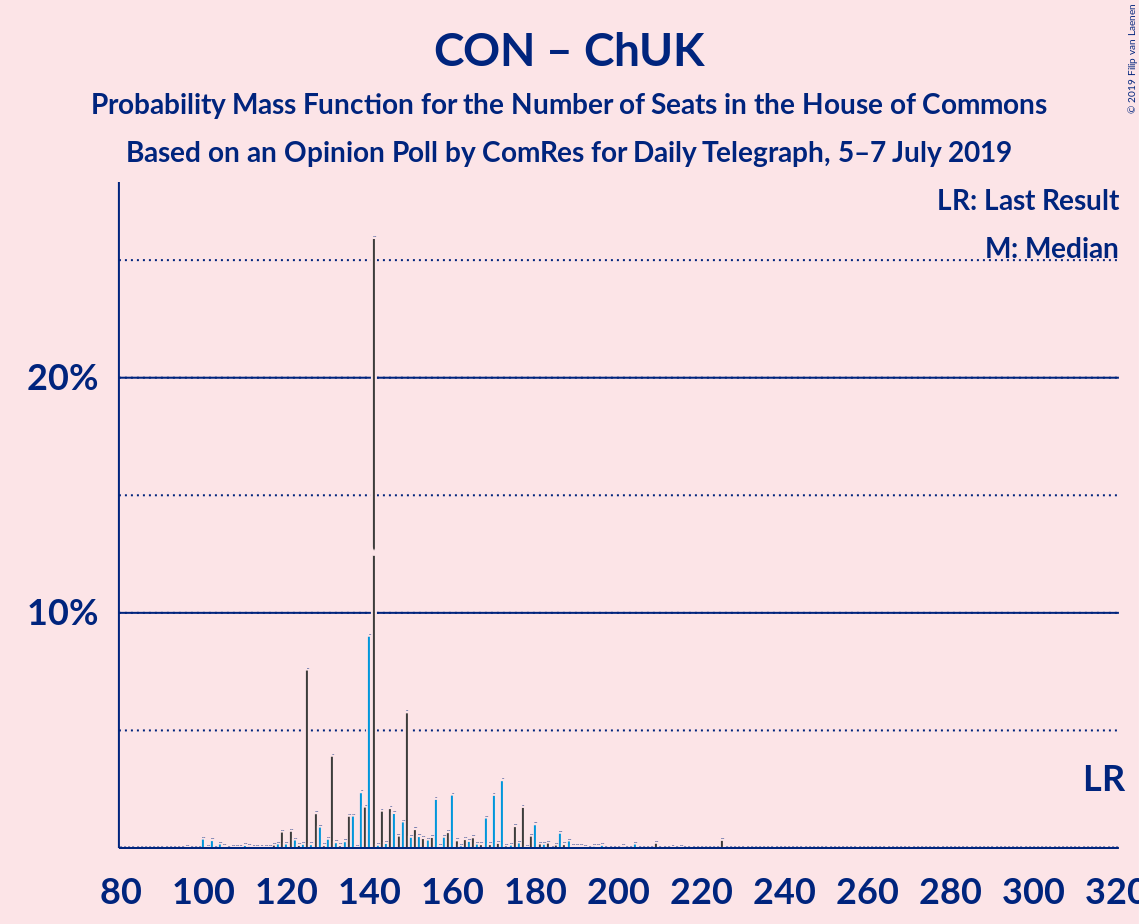 CON – ChUK
Probability Mass Function for the Number of Seats in the House of Commons
Based on an Opinion Poll by ComRes for Daily Telegraph, 5–7 July 2019
© 2019 Filip van Laenen
LR: Last Result
M: Median
20%
10%
LR
80 100 120 140 160 180 200 220 240 260 280 300 320